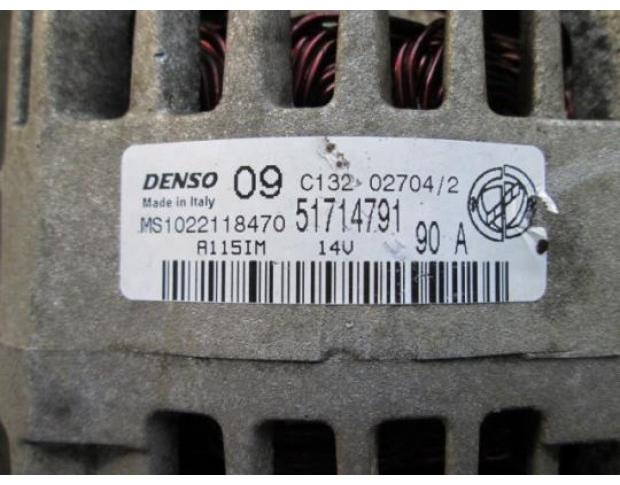 DENSO 09 C132 02704/2
Made in Italy
MS1022118470 51714791
A115IM 14V 90 A